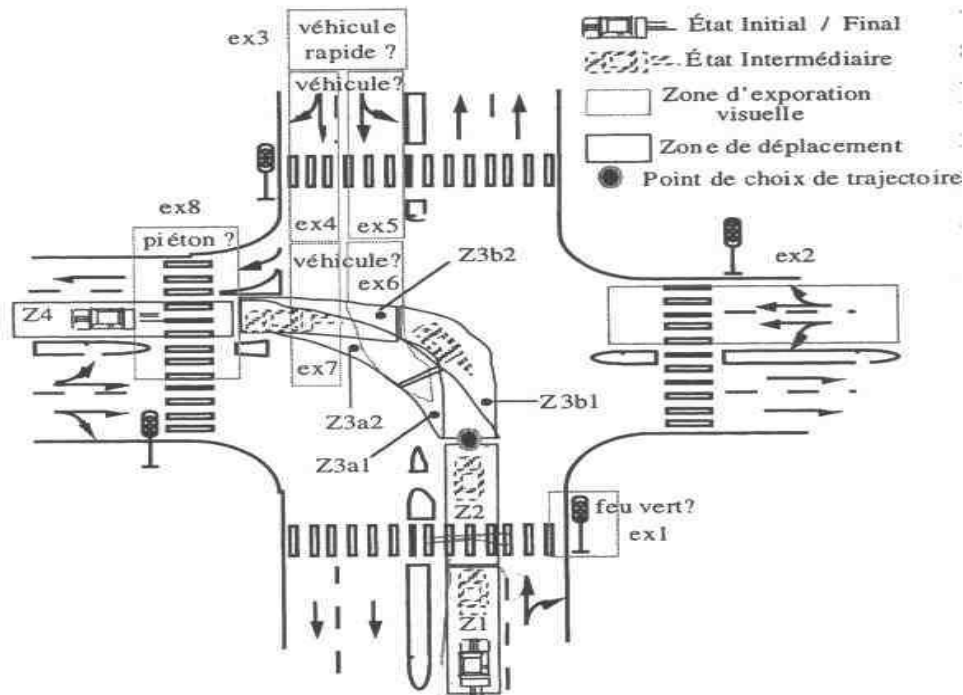 ex3
véhicule
rapide ?
véhicule?
État Initial / Final
État Intermédiaire
Zone d'exporation
visuelle
Zone de déplacement
Point de choix de trajectoire
ex8
piéton ?
ex4
ex5
véhicule?
ex6
Z3b2
ex2
Z4
ex7
Z3a2
Z3b1
Z3a1
Z2
feu vert?
ex1
Z1